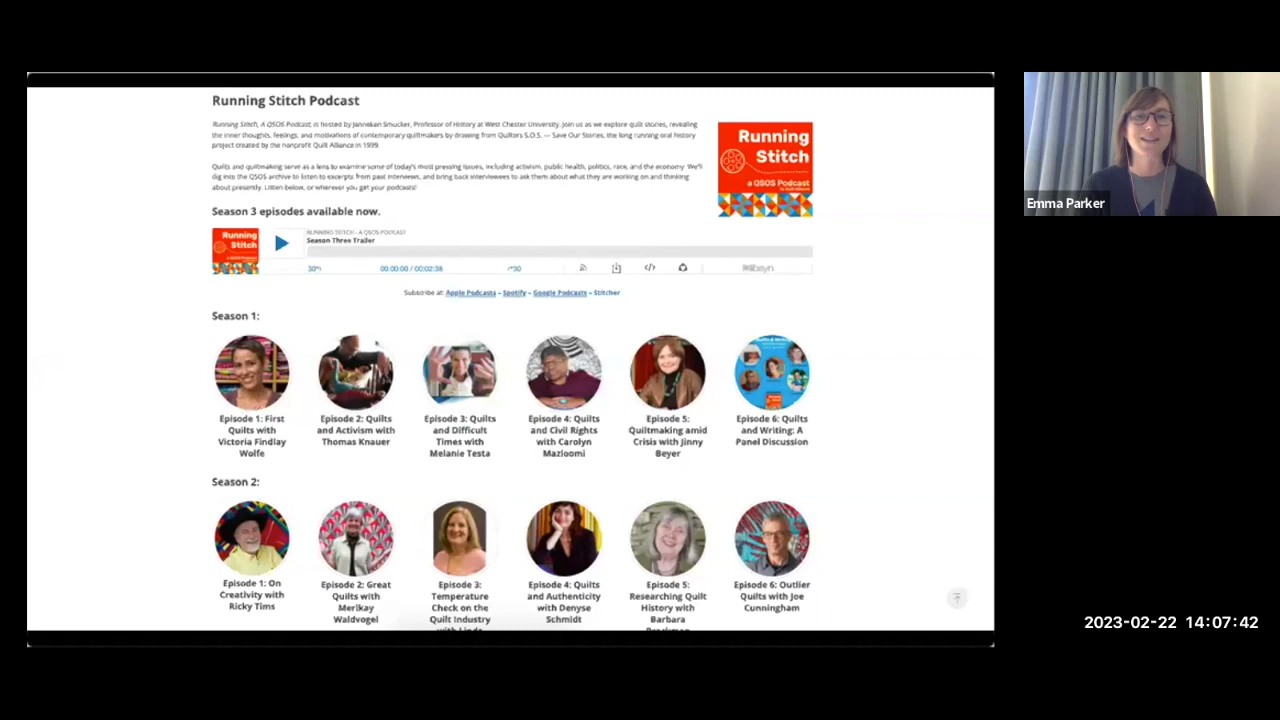 Running Stitch Podcast
Running Stitch, A QSOS Podcast, is hosted by Janneken Smucker, Professor of History at West Chester University. Join us as we explore quilt stories, revealing
the inner thoughts, feelings, and motivations of contemporary quiltmakers by drawing from Quilters S.O.S. — Save Our Stories, the long running oral history
project created by the nonprofit Quilt Alliance in 1999.
Quilts and quiltmaking serve as a lens to examine some of today's most pressing issues, including activism, public health, politics, race, and the economy. We'll
dig into the QSOS archive to listen to excerpts from past interviews, and bring back interviewees to ask them about what they are working on and thinking
about presently. Listen below, or wherever you get your podcasts!
Running
Stitch
a QSOS Podcast
Season 3 episodes available now.
Running
Stitch
a QSOS Podcast
RUNNING STITCH - A QSOS PODCAST
Season Three Trailer
00:00:00 / 00:02:38
libsyn
Subscribe at: Apple Podcasts – Spotify – Google Podcasts – Stitcher
Season 1:
Episode 1: First
Quilts with
Victoria Findlay
Wolfe
Episode 2: Quilts
and Activism with
Thomas Knauer
Episode 3: Quilts
and Difficult
Times with
Melanie Testa
Episode 4: Quilts
and Civil Rights
with Carolyn
Mazloomi
Episode 5:
Quiltmaking amid
Crisis with Jinny
Beyer
Episode 6: Quilts
and Writing: A
Panel Discussion
Season 2:
Episode 1: On
Creativity with
Ricky Tims
Episode 2: Great
Quilts with
Merikay
Waldvogel
Episode 3:
Temperature
Check on the
Quilt Industry
with Linda
Episode 4: Quilts
and Authenticity
with Denyse
Schmidt
Episode 5:
Researching Quilt
History with
Barbara
Episode 6: Outlier
Quilts with Joe
Cunningham
Emma Parker
2023-02-22 14:07:42